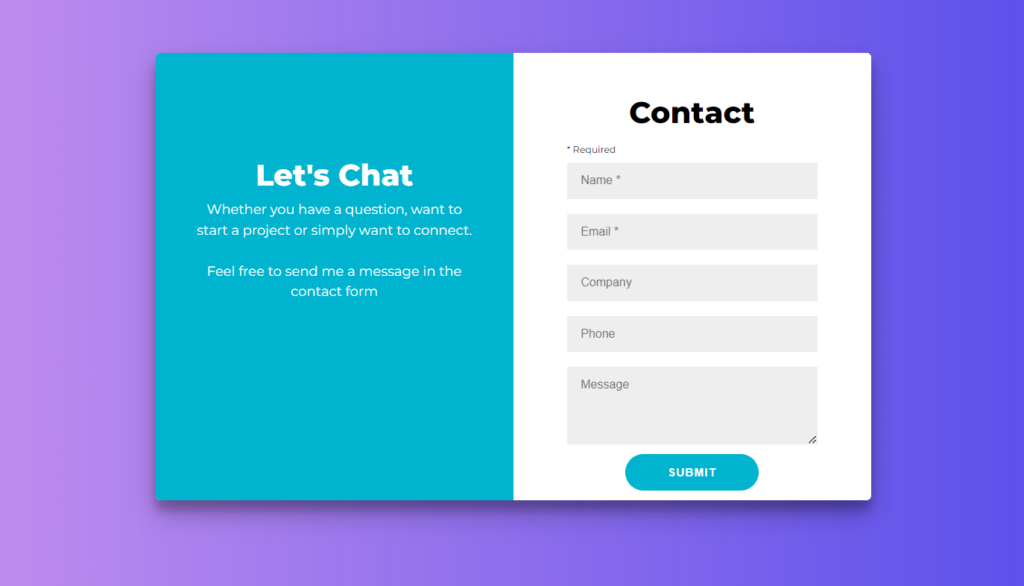 Let's Chat
Whether you have a question, want to
start a project or simply want to connect.
Feel free to send me a message in the
contact form
Contact
* Required
Name *
Email *
Company
Phone
Message
SUBMIT